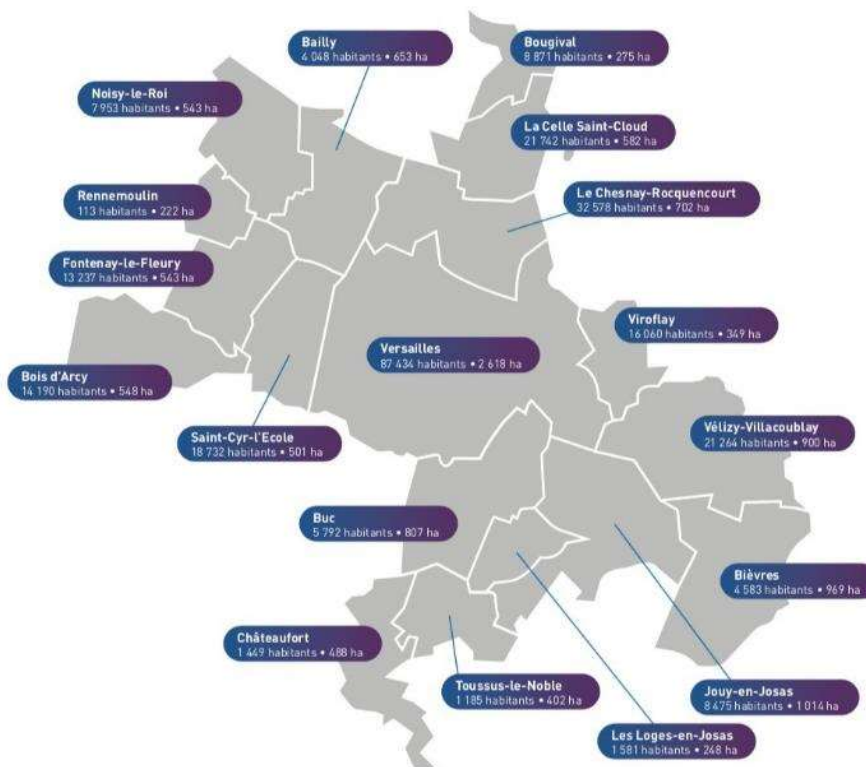 Bailly
4 048 habitants • 653 ha
Bougival
8 871 habitants • 275 ha
Noisy-le-Roi
7 953 habitants • 543 ha
La Celle Saint-Cloud
21 742 habitants • 582 ha
Rennemoulin
113 habitants • 222 ha
Le Chesnay-Rocquencourt
32 578 habitants • 702 ha
Fontenay-le-Fleury
13 237 habitants • 543 ha
Viroflay
16 060 habitants • 349 ha
Versailles
87 434 habitants • 2 618 ha
Bois d'Arcy
14 190 habitants • 548 ha
Saint-Cyr-l'Ecole
18 732 habitants • 501 ha
Vélizy-Villacoublay
21 264 habitants • 900 ha
Buc
5 792 habitants • 807 ha
Bièvres
4 583 habitants • 969 ha
Châteaufort
1 449 habitants • 488 ha
Toussus-le-Noble
1 185 habitants • 402 ha
Jouy-en-Josas
8 475 habitants • 1 014 ha
Les Loges-en-Josas
1 581 habitants • 248 ha